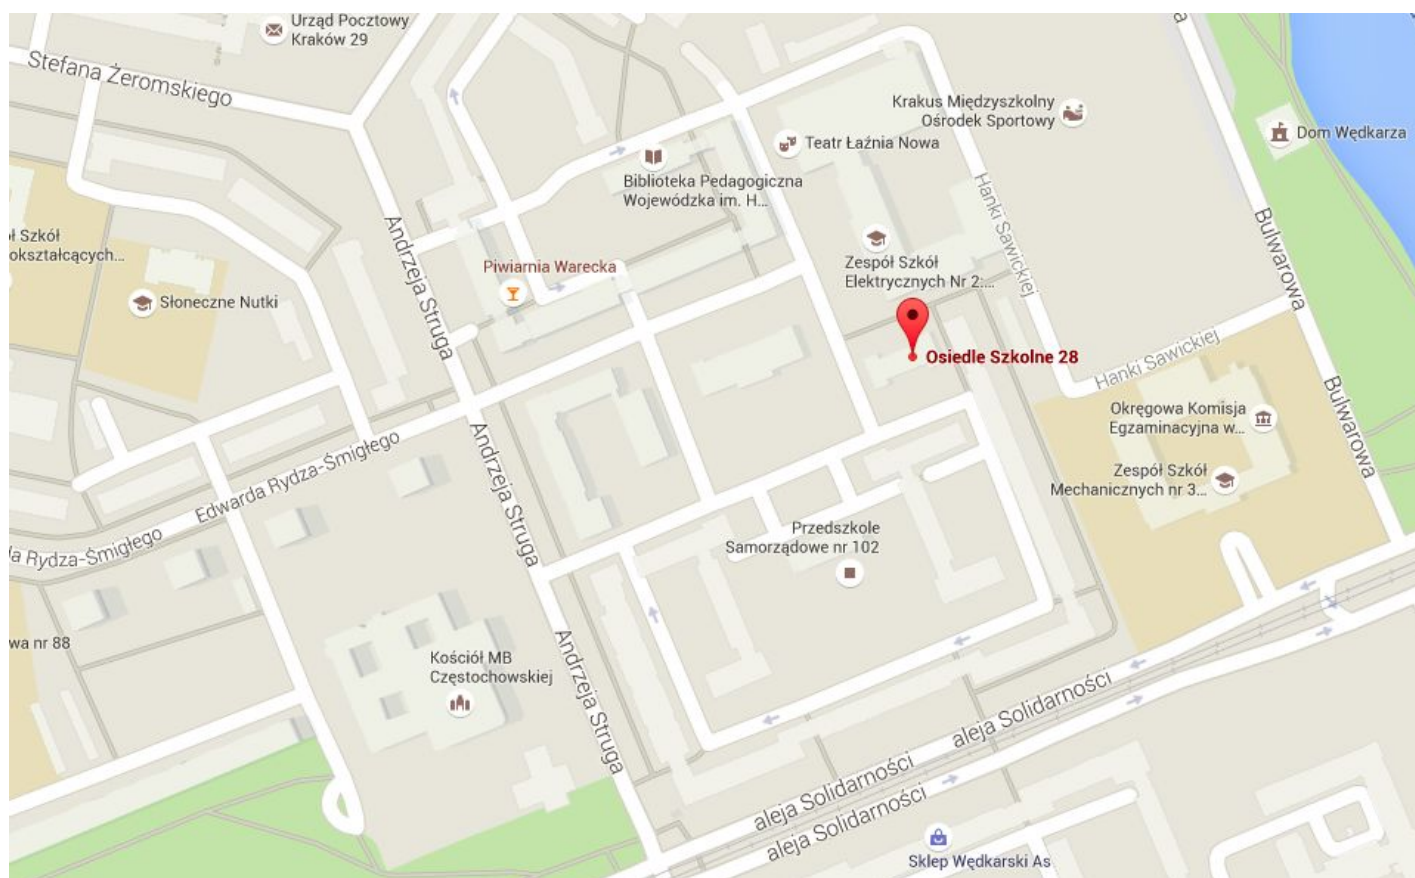 Urząd Pocztowy
Kraków 29
Stefana Żeromskiego
Krakus Międzyszkolny
Ośrodek Sportowy
Dom Wędkarza
Teatr Łaźnia Nowa
Biblioteka Pedagogiczna
Wojewódzka im. H...
Hanki Sawickiej
Bulwarowa
Andrzeja Struga
Szkół
okształcących...
Zespół Szkół
Elektrycznych Nr 2:...
Piwiarnia Warecka
Słoneczne Nutki
Osiedle Szkolne 28
Hanki Sawickiej
Bulwarowa
Okręgowa Komisja
Egzaminacyjna w...
Edwarda Rydza-Śmigłego
Andrzeja Struga
Zespół Szkół
Mechanicznych nr 3...
a Rydza-Śmigłego
Przedszkole
Samorządowe nr 102
wa nr 88
Kościół MB
Częstochowskiej
Andrzeja Struga
aleja Solidarności
aleja Solidarności
aleja Solidarności
Sklep Wędkarski As